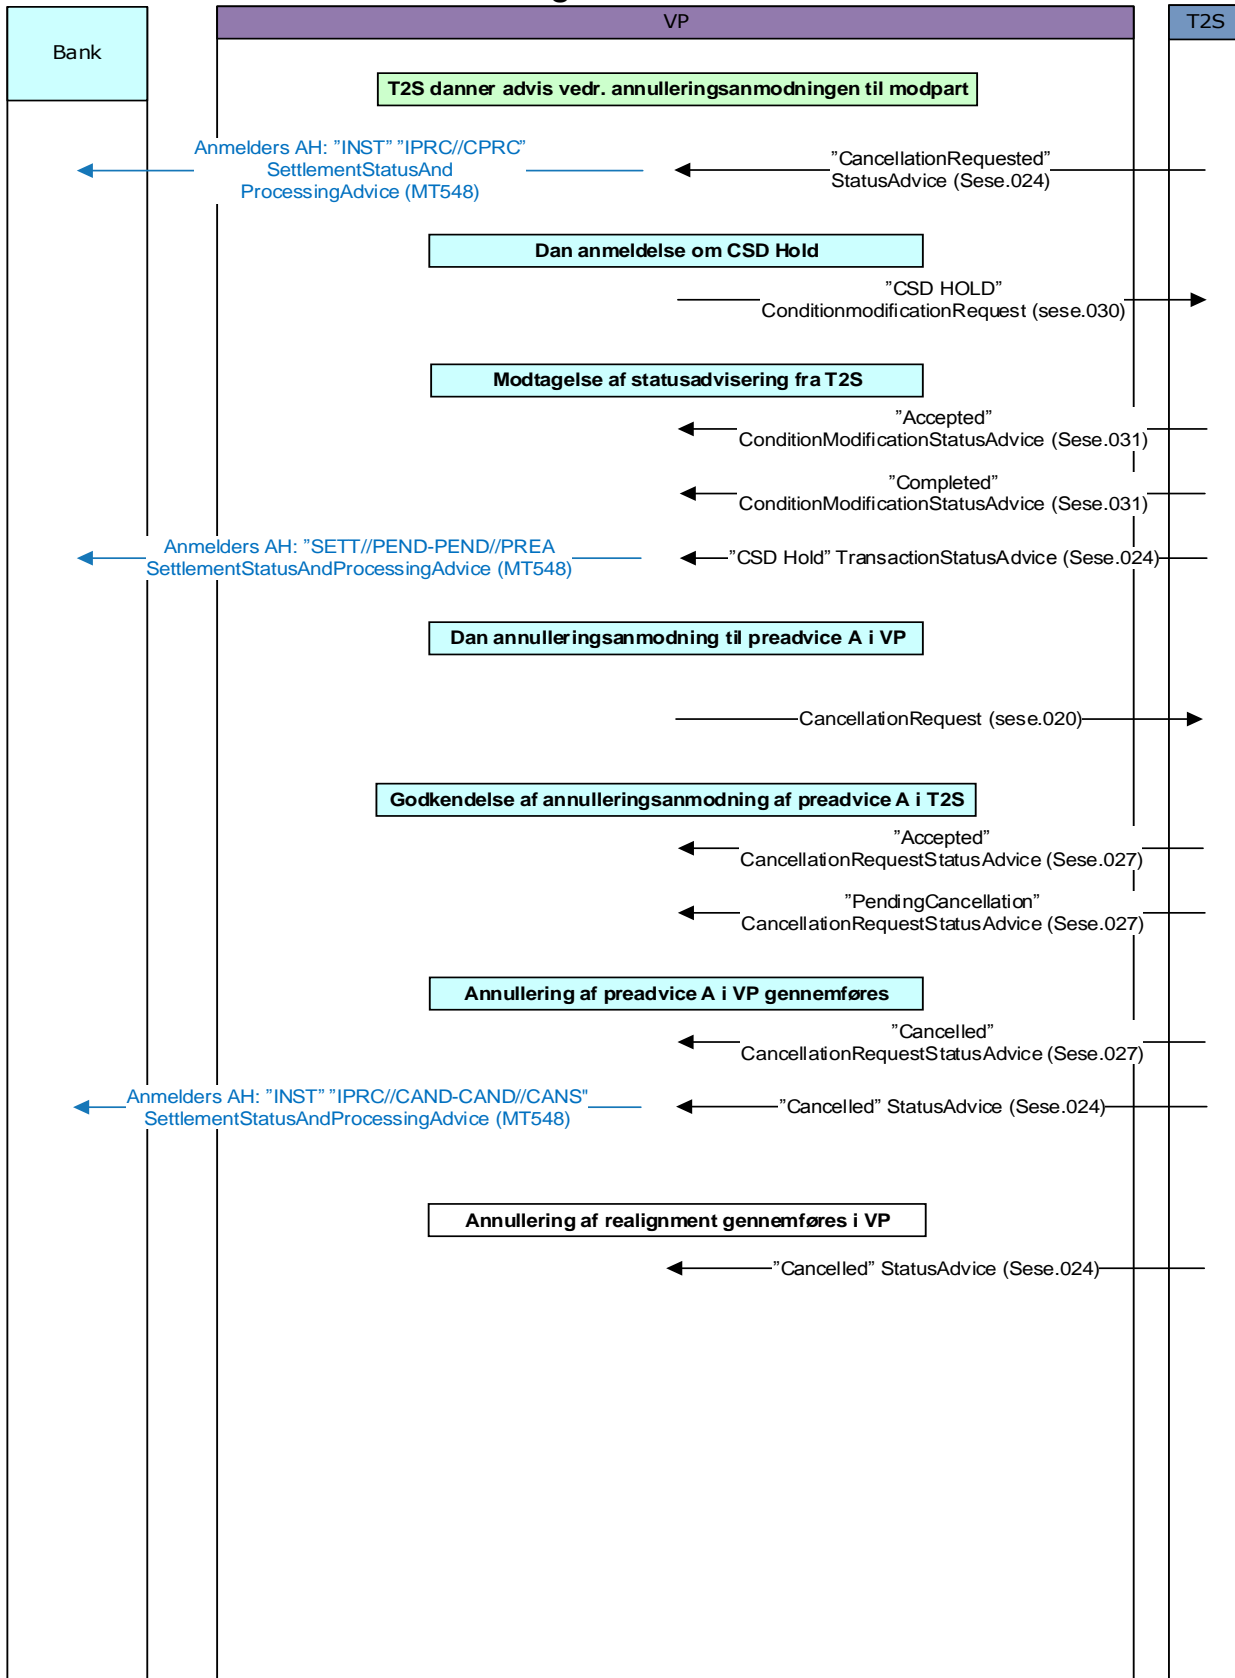 Bank
VP
T2S
T2S danner advis vedr. annulleringsanmodningen til modpart
Anmelders AH: ”INST” ”IPRC//CPRC”
SettlementStatusAnd
ProcessingAdvice (MT548)
”CancellationRequested”
StatusAdvice (Sese.024)
Dan anmeldelse om CSD Hold
”CSD HOLD”
ConditionmodificationRequest (sese.030)
Modtagelse af statusadvisering fra T2S
”Accepted”
ConditionModificationStatusAdvice (Sese.031)
”Completed”
ConditionModificationStatusAdvice (Sese.031)
Anmelders AH: ”SETT//PEND-PEND//PREA
SettlementStatusAndProcessingAdvice (MT548)
”CSD Hold” TransactionStatusAdvice (Sese.024)
Dan annulleringsanmodning til preadvice A i VP
CancellationRequest (sese.020)
Godkendelse af annulleringsanmodning af preadvice A i T2S
”Accepted”
CancellationRequestStatusAdvice (Sese.027)
”PendingCancellation”
CancellationRequestStatusAdvice (Sese.027)
Annullering af preadvice A i VP gennemføres
”Cancelled”
CancellationRequestStatusAdvice (Sese.027)
Anmelders AH: ”INST” ”IPRC//CAND-CAND//CANS"
SettlementStatusAndProcessingAdvice (MT548)
”Cancelled” StatusAdvice (Sese.024)
Annullering af realignment gennemføres i VP
”Cancelled” StatusAdvice (Sese.024)